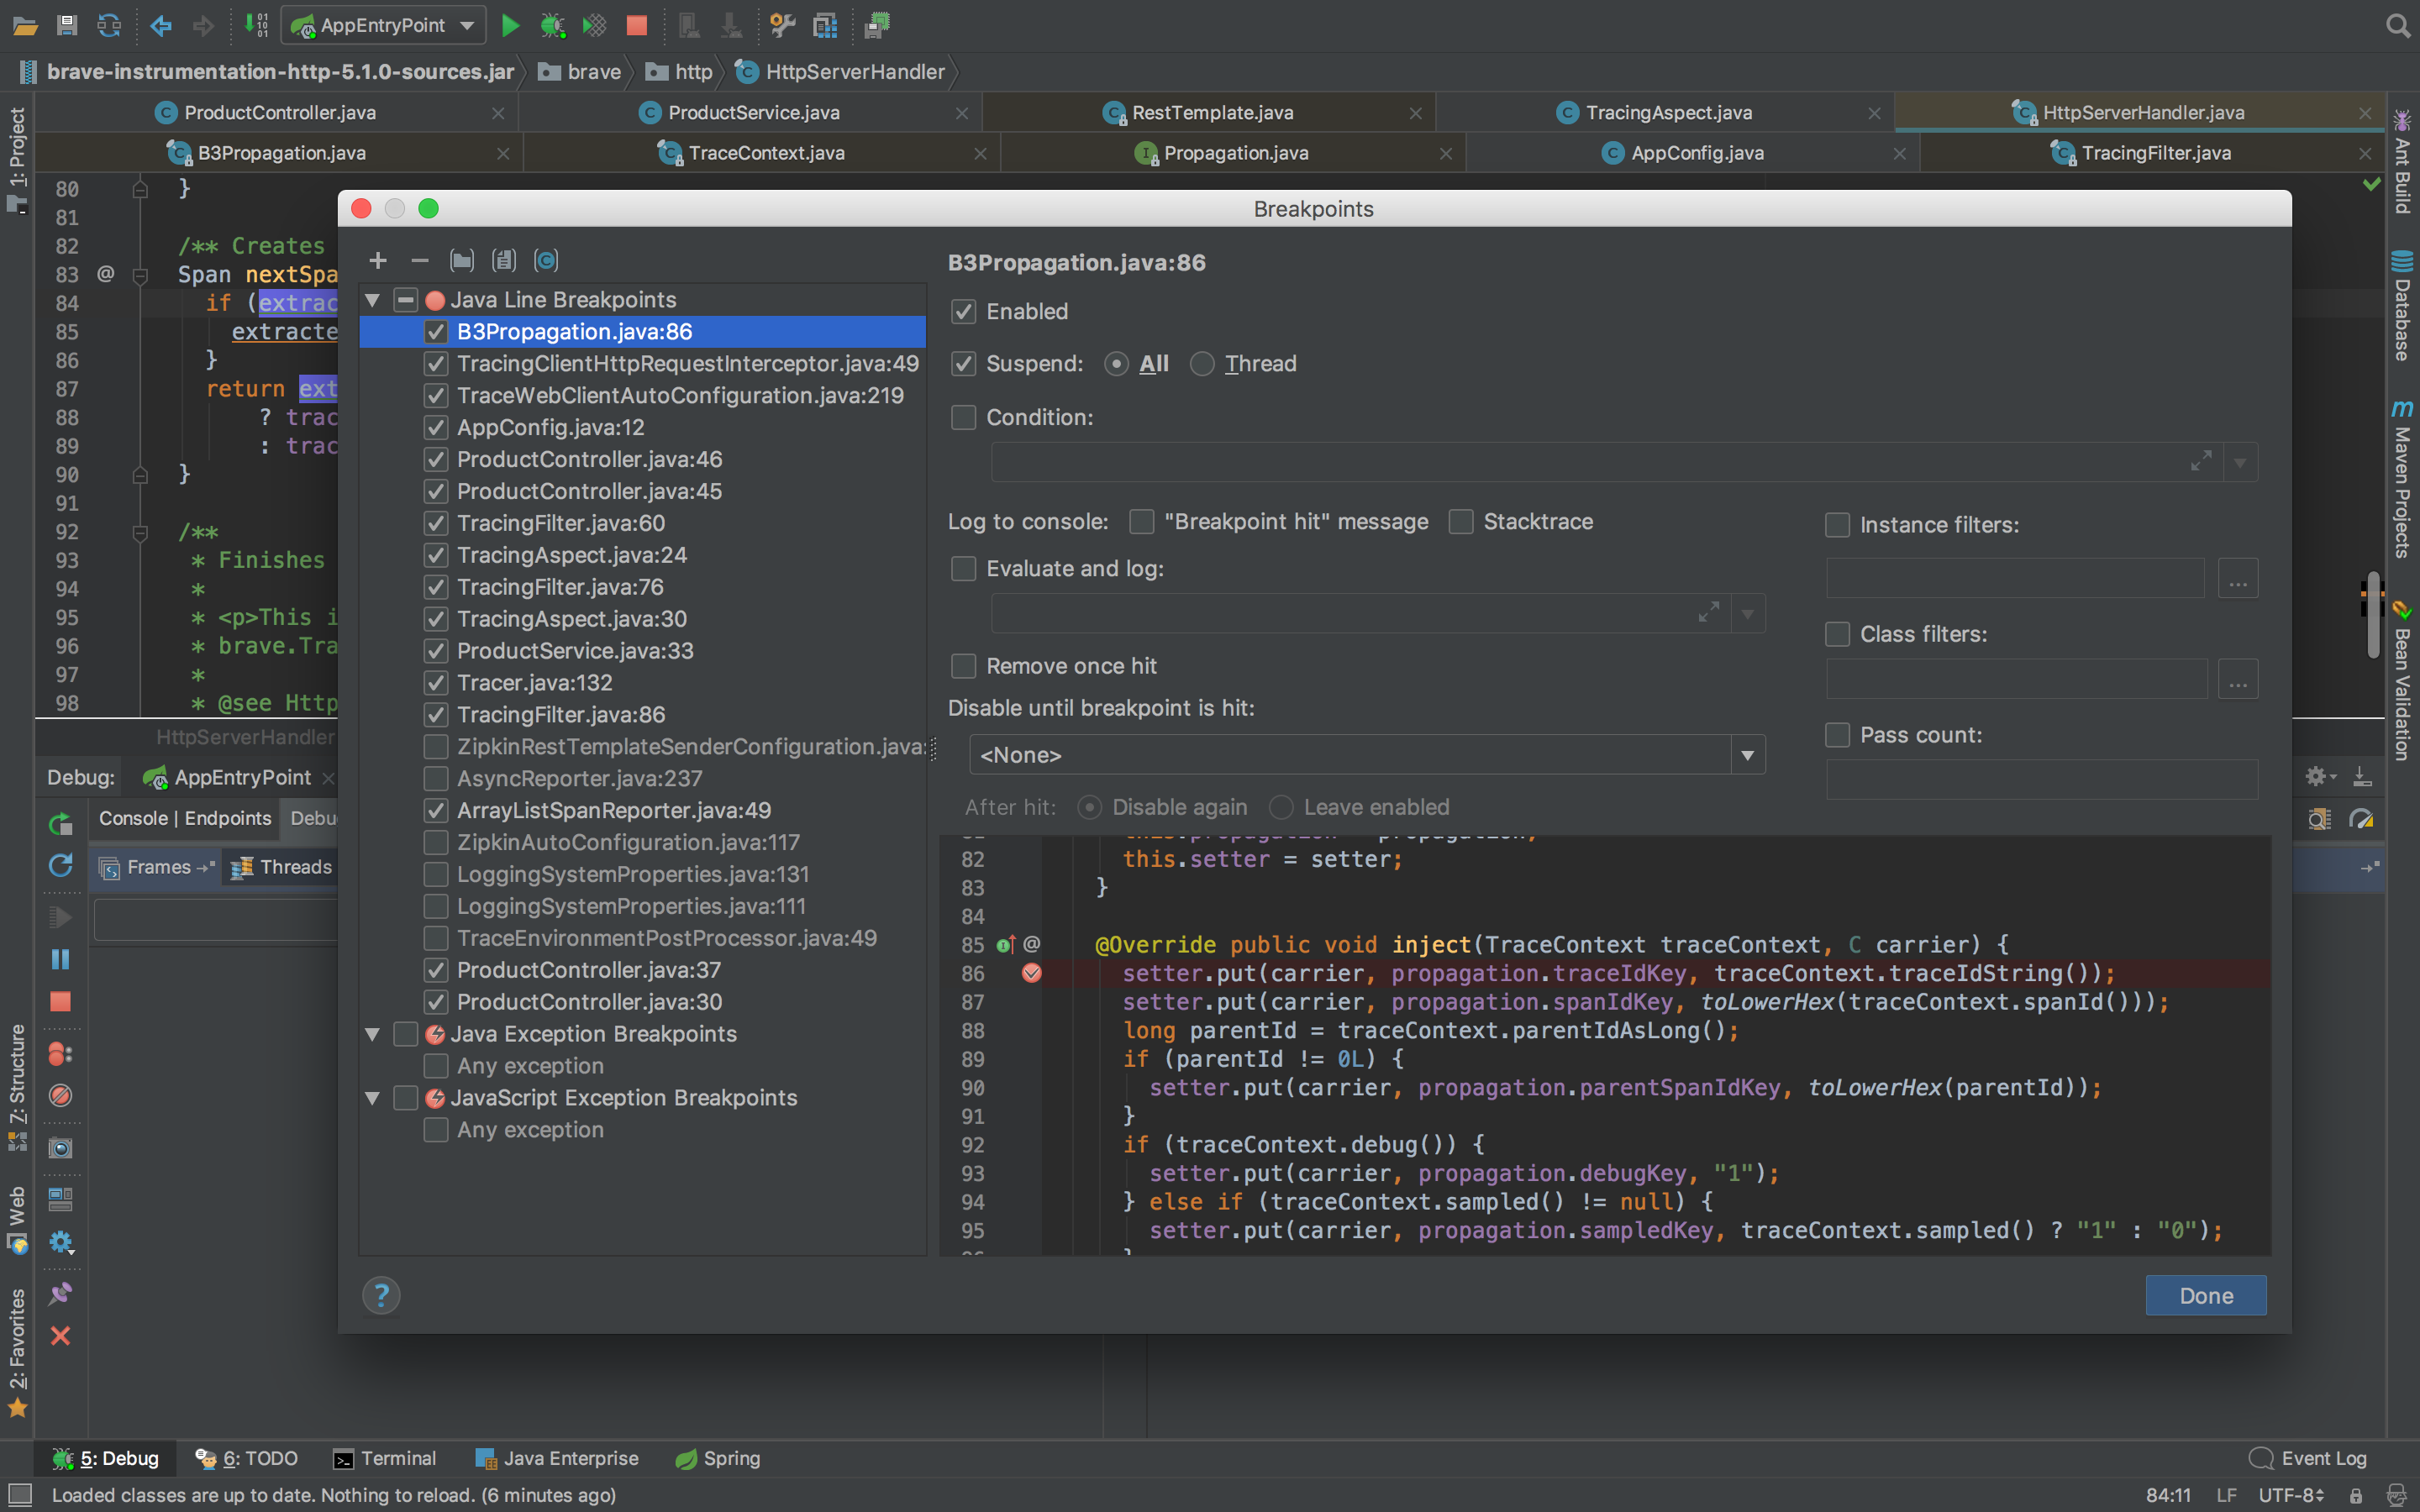 AppEntryPoint
brave-instrumentation-http-5.1.0-sources.jar brave http HttpServerHandler
ProductController.java ProductService.java RestTemplate.java TracingAspect.java HttpServerHandler.java
B3Propagation.java TraceContext.java Propagation.java AppConfig.java TracingFilter.java
1: Project
7: Structure
Web
2: Favorites
Ant Build
Database
Maven Projects
Bean Validation
80 }
81
82 /** Creates
83 @ Span nextSpa
84 if (extrac
85 extracte
86 }
87 return ext
88 ? trac
89 : trac
90 }
91
92 /**
93 * Finishes
94 *
95 * <p>This i
96 * brave.Tra
97 *
98 * @see Http
HttpServerHandler
Debug: AppEntryPoint
Console | Endpoints Debu
Frames Threads
Breakpoints
Java Line Breakpoints
B3Propagation.java:86
TracingClientHttpRequestInterceptor.java:49
TraceWebClientAutoConfiguration.java:219
AppConfig.java:12
ProductController.java:46
ProductController.java:45
TracingFilter.java:60
TracingAspect.java:24
TracingFilter.java:76
TracingAspect.java:30
ProductService.java:33
Tracer.java:132
TracingFilter.java:86
ZipkinRestTemplateSenderConfiguration.java:
AsyncReporter.java:237
ArrayListSpanReporter.java:49
ZipkinAutoConfiguration.java:117
LoggingSystemProperties.java:131
LoggingSystemProperties.java:111
TraceEnvironmentPostProcessor.java:49
ProductController.java:37
ProductController.java:30
Java Exception Breakpoints
Any exception
JavaScript Exception Breakpoints
Any exception
B3Propagation.java:86
Enabled
Suspend: All Thread
Condition:
Log to console: "Breakpoint hit" message Stacktrace
Evaluate and log:
Remove once hit
Disable until breakpoint is hit:
<None>
After hit: Disable again Leave enabled
Instance filters:
...
Class filters:
...
Pass count:
82 this.setter = setter;
83 }
84
85 @ @Override public void inject(TraceContext traceContext, C carrier) {
86 setter.put(carrier, propagation.traceIdKey, traceContext.traceIdString());
87 setter.put(carrier, propagation.spanIdKey, toLowerHex(traceContext.spanId()));
88 long parentId = traceContext.parentIdAsLong();
89 if (parentId != 0L) {
90 setter.put(carrier, propagation.parentSpanIdKey, toLowerHex(parentId));
91 }
92 if (traceContext.debug()) {
93 setter.put(carrier, propagation.debugKey, "1");
94 } else if (traceContext.sampled() != null) {
95 setter.put(carrier, propagation.sampledKey, traceContext.sampled() ? "1" : "0");
? Done
5: Debug 6: TODO Terminal Java Enterprise Spring Event Log
Loaded classes are up to date. Nothing to reload. (6 minutes ago) 84:11 LF UTF-8